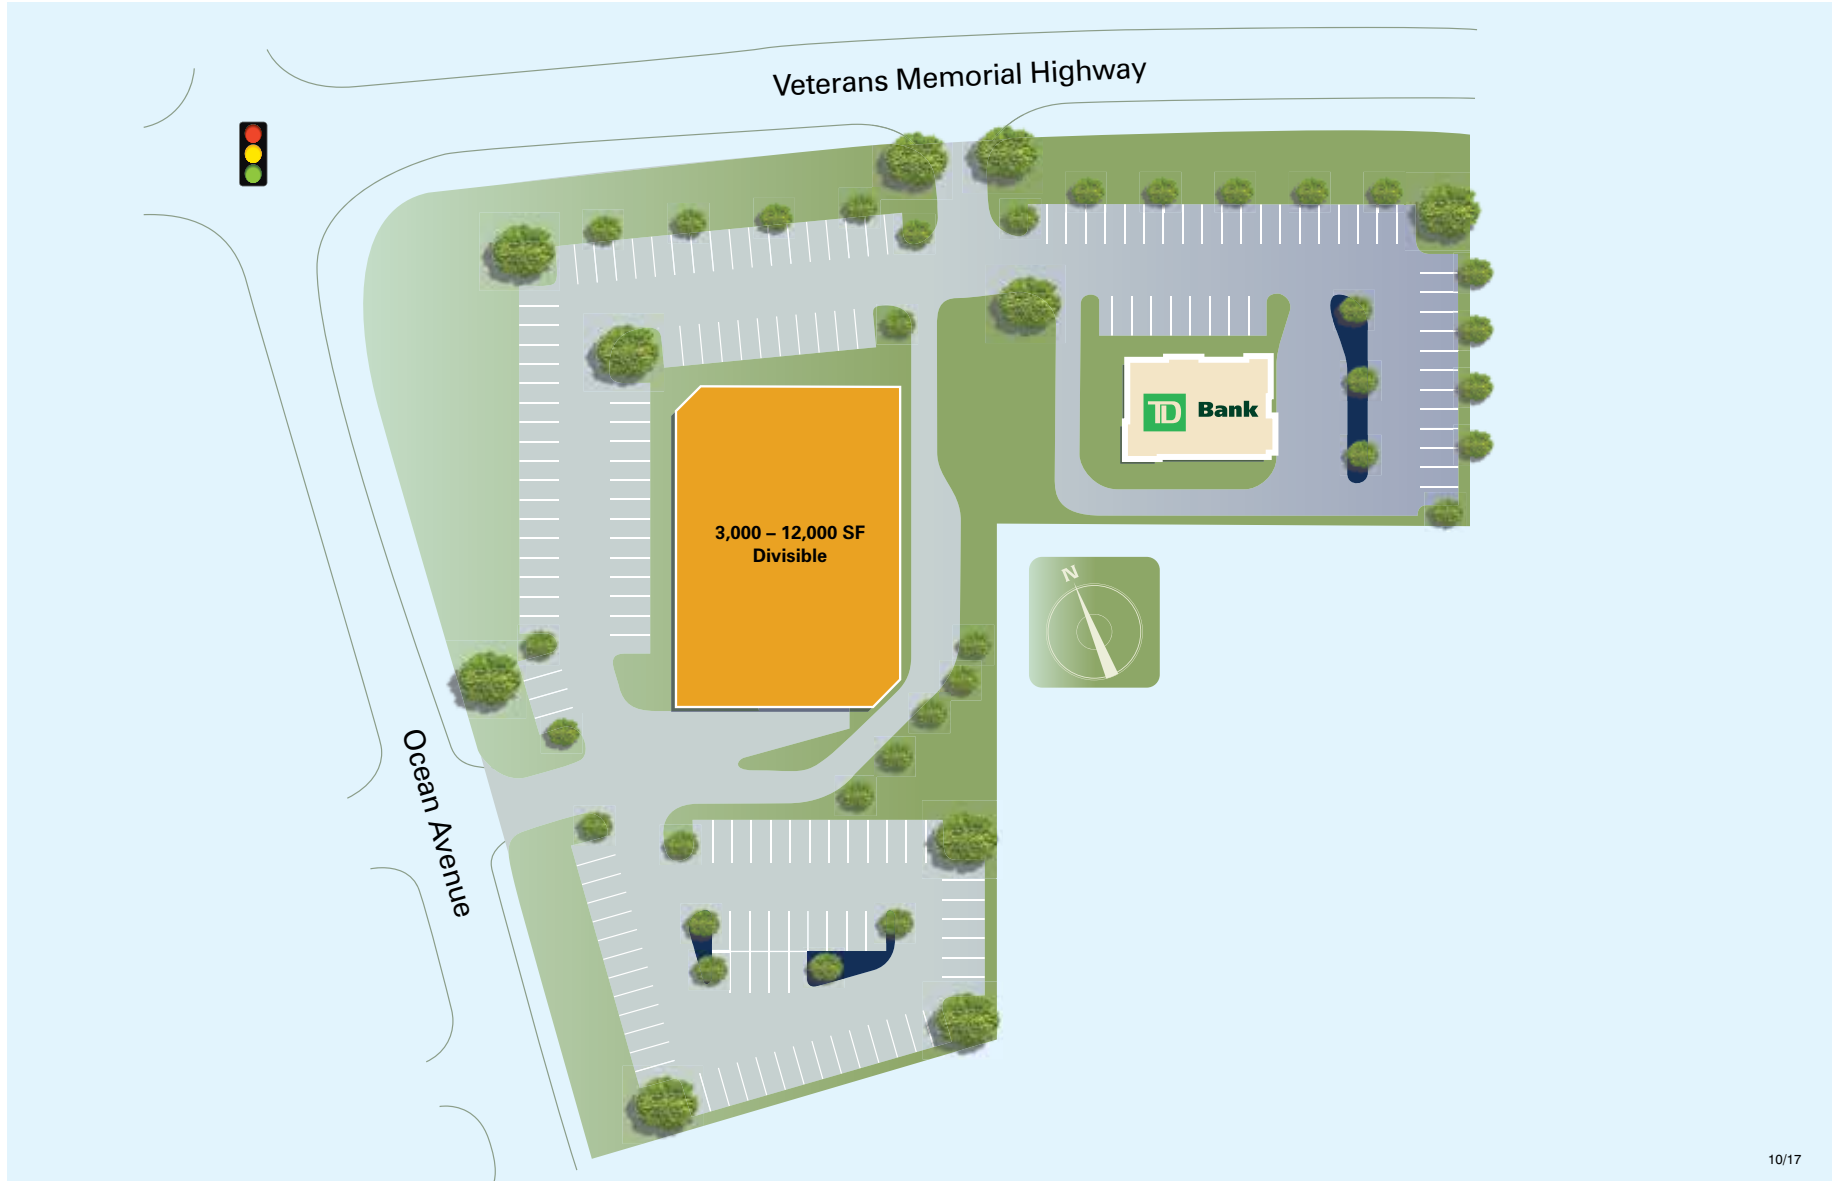 Veterans Memorial Highway
TD Bank
3,000 – 12,000 SF
Divisible
N
Ocean Avenue
10/17